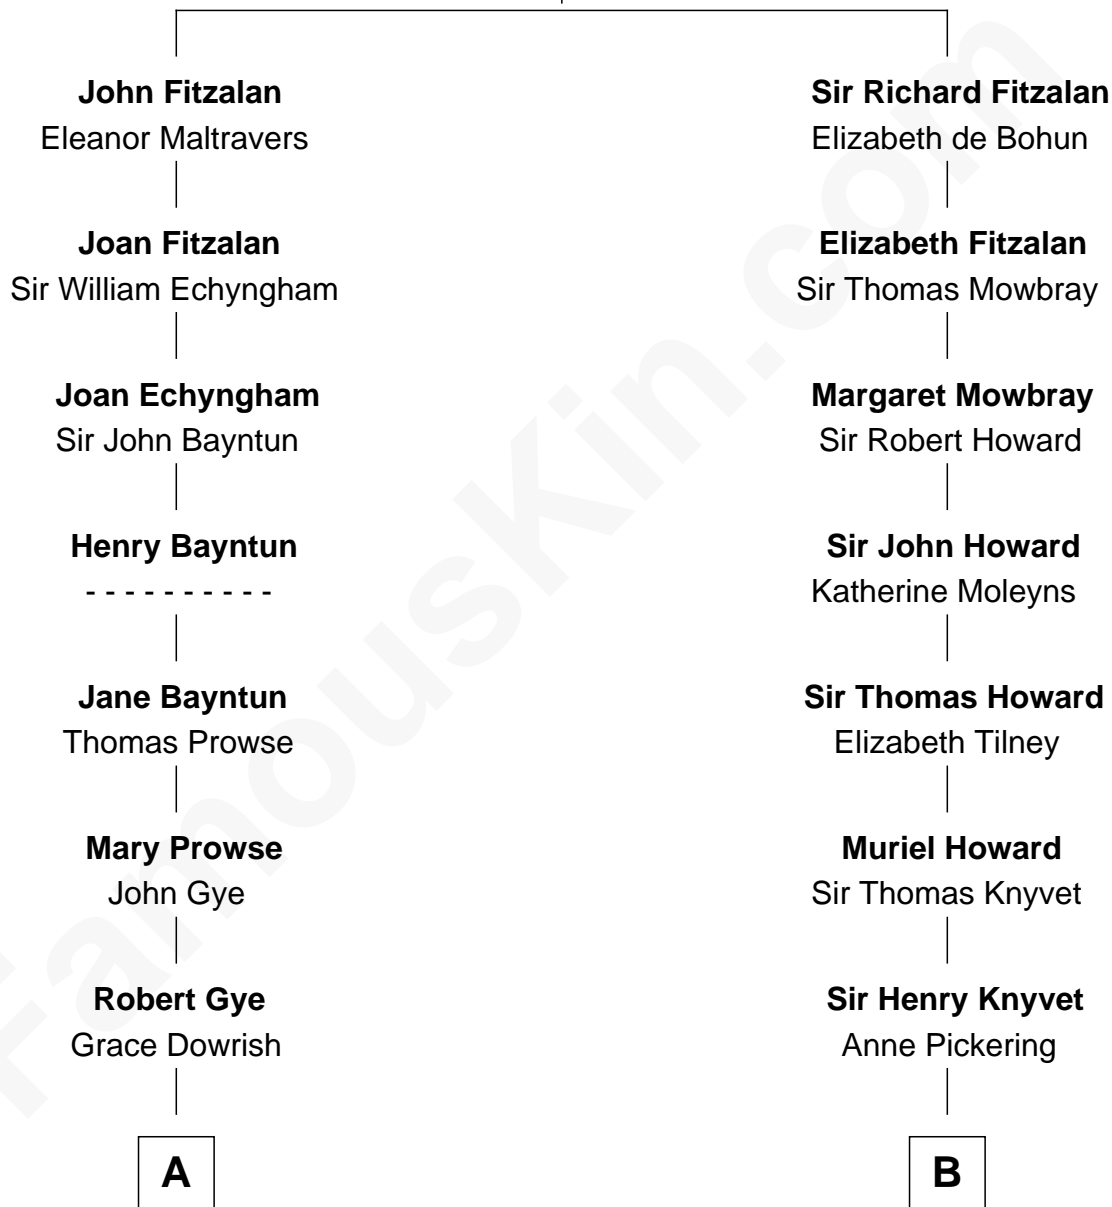 John Fitzalan
Eleanor Maltravers
Joan Fitzalan
Sir William Echyngham
Joan Echyngham
Sir John Bayntun
Henry Bayntun
- - - - - - - - - -
Jane Bayntun
Thomas Prowse
Mary Prowse
John Gye
Robert Gye
Grace Dowrish
A
Sir Richard Fitzalan
Elizabeth de Bohun
Elizabeth Fitzalan
Sir Thomas Mowbray
Margaret Mowbray
Sir Robert Howard
Sir John Howard
Katherine Moleyns
Sir Thomas Howard
Elizabeth Tilney
Muriel Howard
Sir Thomas Knyvet
Sir Henry Knyvet
Anne Pickering
B
FamousKin.com